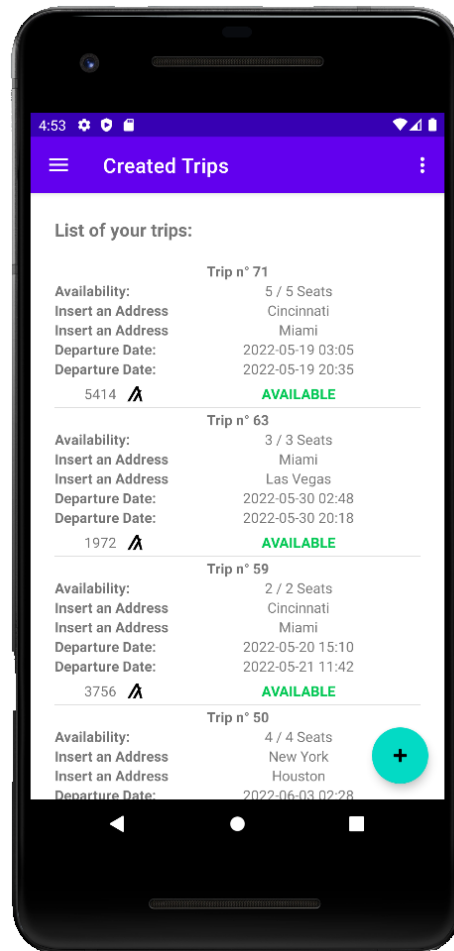 4:53
Created Trips
List of your trips:
Trip n° 71
Availability: 5 / 5 Seats
Insert an Address Cincinnati
Insert an Address Miami
Departure Date: 2022-05-19 03:05
Departure Date: 2022-05-19 20:35
5414 AVAILABLE
Trip n° 63
Availability: 3 / 3 Seats
Insert an Address Miami
Insert an Address Las Vegas
Departure Date: 2022-05-30 02:48
Departure Date: 2022-05-30 20:18
1972 AVAILABLE
Trip n° 59
Availability: 2 / 2 Seats
Insert an Address Cincinnati
Insert an Address Miami
Departure Date: 2022-05-20 15:10
Departure Date: 2022-05-21 11:42
3756 AVAILABLE
Trip n° 50
Availability: 4 / 4 Seats
Insert an Address New York
Insert an Address Houston
Departure Date: 2022-06-03 02:28
+